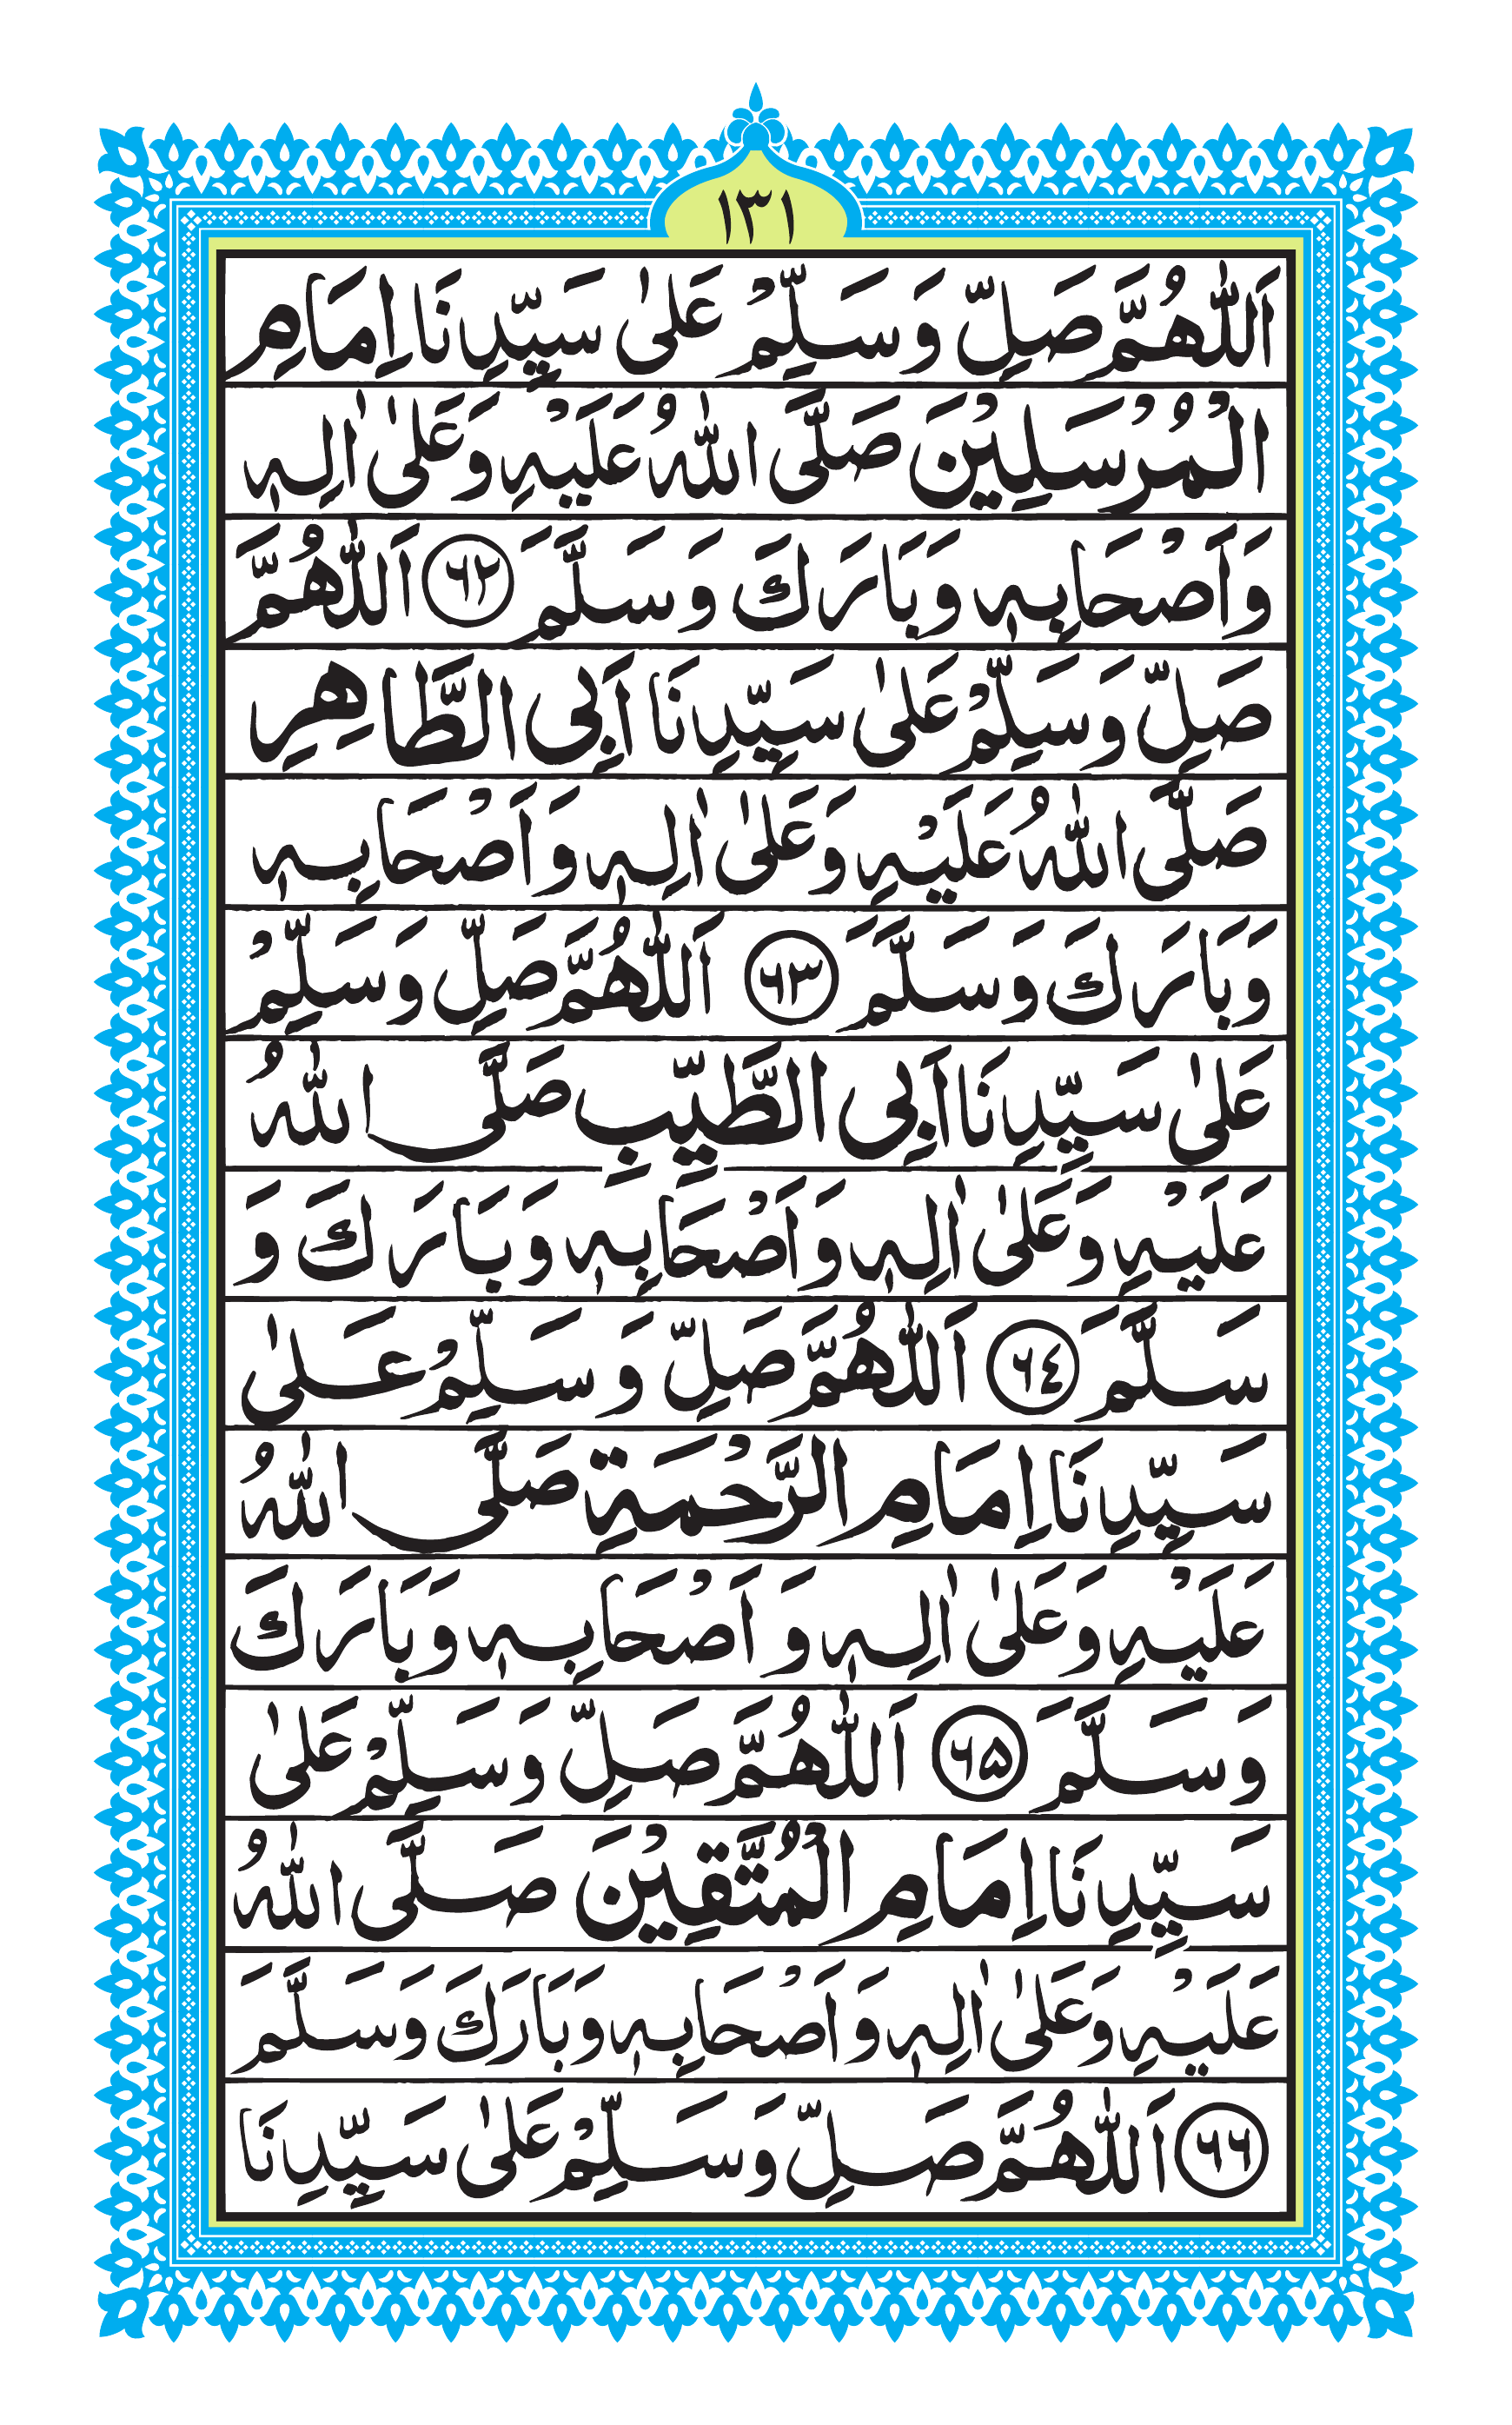 ١٣١
اَللّٰهُمَّ صَلِّ وَسَلِّمْ عَلٰى سَيِّدِنَا اِمَامِ
الْمُرْسَلِيْنَ صَلَّى اللّٰهُ عَلَيْهِ وَعَلٰى اٰلِهٖ
وَاَصْحَابِهٖ وَبَارَكَ وَسَلَّمَ ﴿٦٢﴾ اَللّٰهُمَّ
صَلِّ وَسَلِّمْ عَلٰى سَيِّدِنَا اَبِى الطَّاهِرِ
صَلَّى اللّٰهُ عَلَيْهِ وَعَلٰى اٰلِهٖ وَاَصْحَابِهٖ
وَبَارَكَ وَسَلَّمَ ﴿٦٣﴾ اَللّٰهُمَّ صَلِّ وَسَلِّمْ
عَلٰى سَيِّدِنَا اَبِى الطَّيِّبِ صَلَّى اللّٰهُ
عَلَيْهِ وَعَلٰى اٰلِهٖ وَاَصْحَابِهٖ وَبَارَكَ وَ
سَلَّمَ ﴿٦٤﴾ اَللّٰهُمَّ صَلِّ وَسَلِّمْ عَلٰى
سَيِّدِنَا اِمَامِ الرَّحْمَةِ صَلَّى اللّٰهُ
عَلَيْهِ وَعَلٰى اٰلِهٖ وَاَصْحَابِهٖ وَبَارَكَ
وَسَلَّمَ ﴿٦۵﴾ اَللّٰهُمَّ صَلِّ وَسَلِّمْ عَلٰى
سَيِّدِنَا اِمَامِ الْمُتَّقِيْنَ صَلَّى اللّٰهُ
عَلَيْهِ وَعَلٰى اٰلِهٖ وَاَصْحَابِهٖ وَبَارَكَ وَسَلَّمَ
﴿٦٦﴾ اَللّٰهُمَّ صَلِّ وَسَلِّمْ عَلٰى سَيِّدِنَا